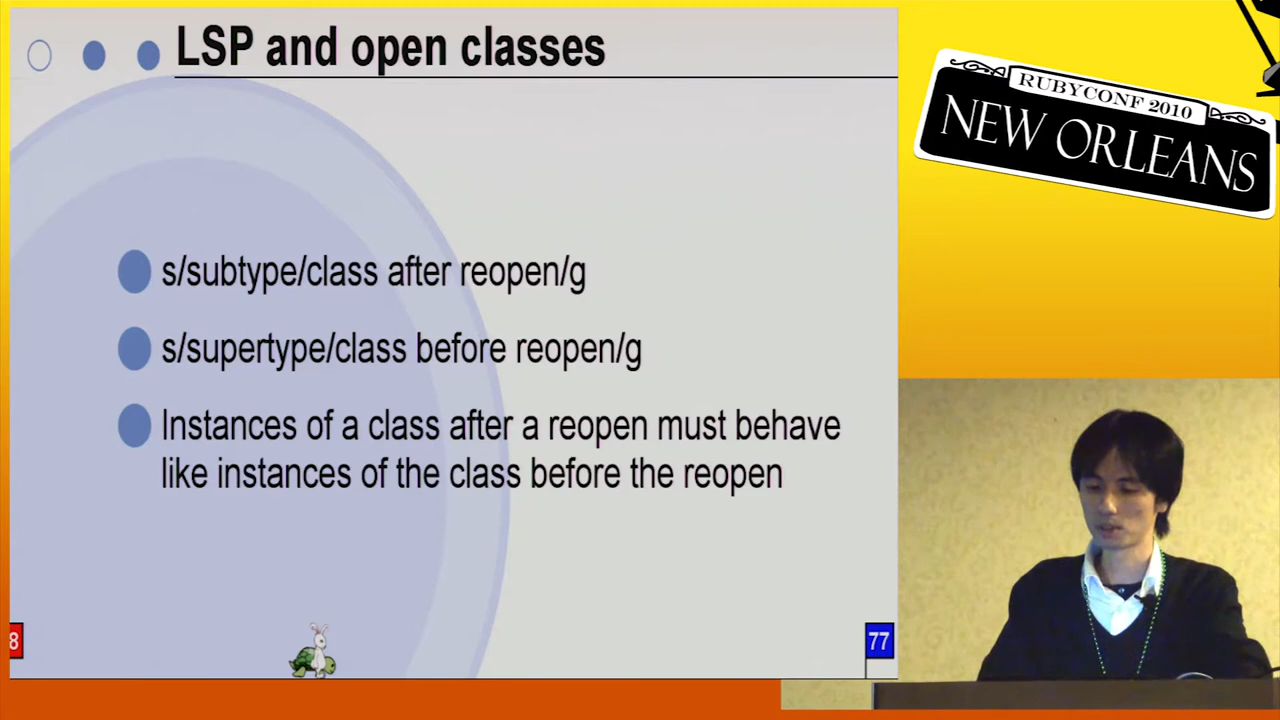 LSP and open classes
s/subtype/class after reopen/g
s/supertype/class before reopen/g
Instances of a class after a reopen must behave
like instances of the class before the reopen
8
77
RUBYCONF 2010
NEW ORLEANS